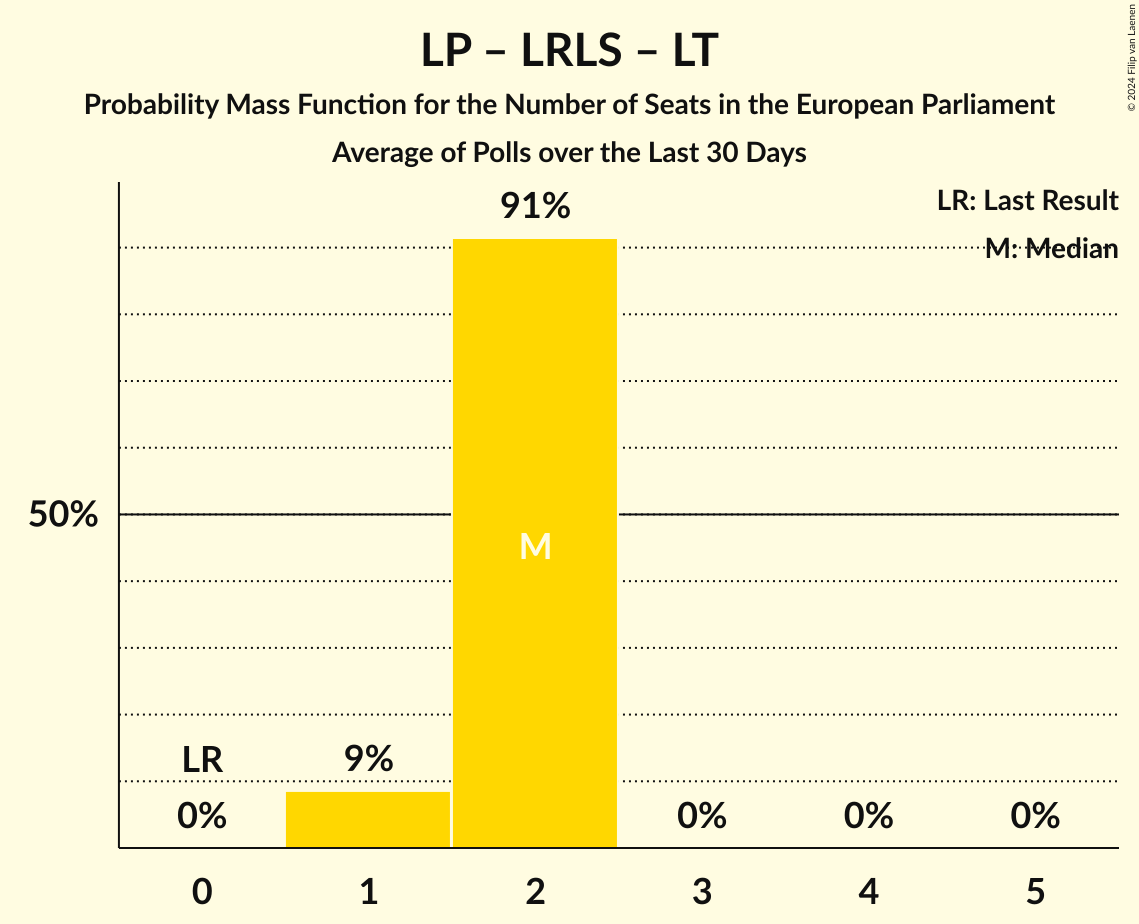 LP – LRLS – LT
Probability Mass Function for the Number of Seats in the European Parliament
Average of Polls over the Last 30 Days
© 2024 Filip van Laenen
LR: Last Result
M: Median
91%
50%
M
LR
9%
0%
0%
0%
0%
0 1 2 3 4 5